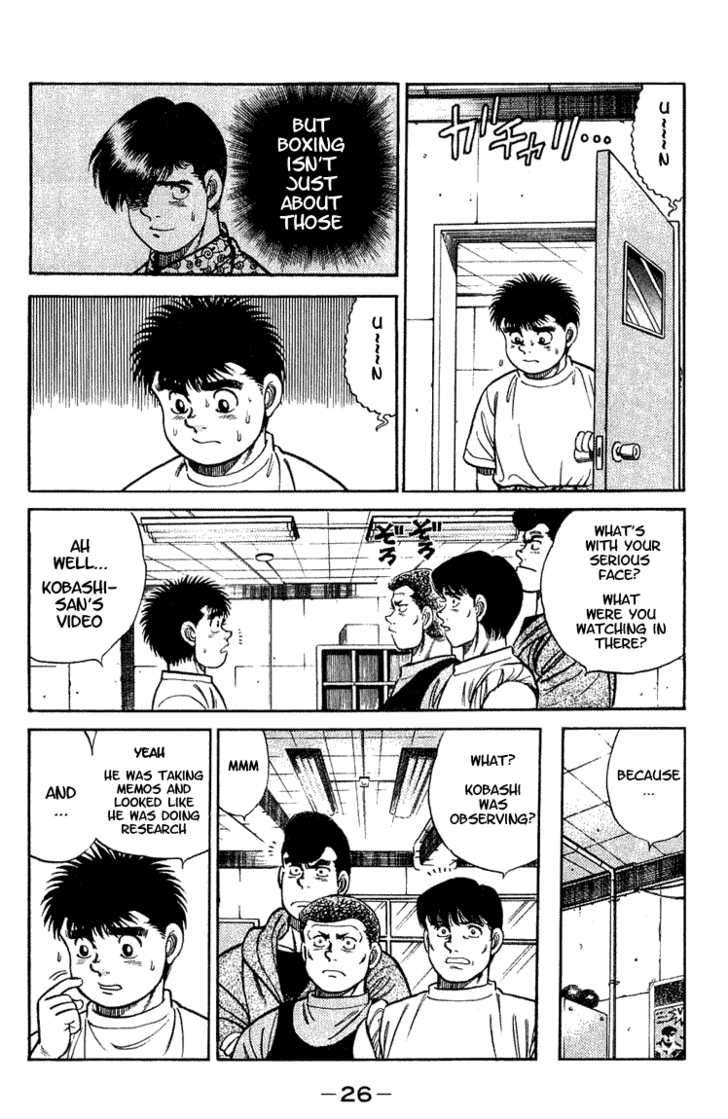 U~~~N
ガチャリ...
BUT
BOXING
ISN'T
JUST
ABOUT
THOSE
U~~~N
WHAT'S
WITH YOUR
SERIOUS
FACE?
WHAT
WERE YOU
WATCHING IN
THERE?
ぞろ
ぞろ
AH
WELL...
KOBASHI-
SAN'S
VIDEO
BECAUSE
...
WHAT?
KOBASHI
WAS
OBSERVING?
MMM
YEAH
HE WAS TAKING
MEMOS AND
LOOKED LIKE
HE WAS DOING
RESEARCH
AND
...
-26-